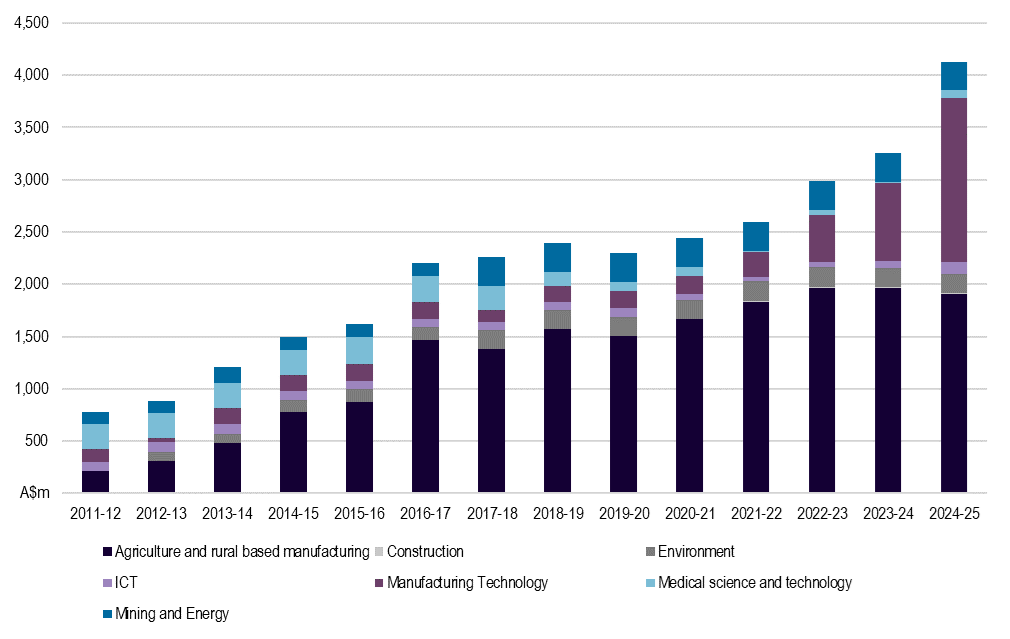 4,500
4,000
3,500
3,000
2,500
2,000
1,500
1,000
500
A$m
2011-12 2012-13 2013-14 2014-15 2015-16 2016-17 2017-18 2018-19 2019-20 2020-21 2021-22 2022-23 2023-24 2024-25
Agriculture and rural based manufacturing Construction Environment
ICT Manufacturing Technology Medical science and technology
Mining and Energy